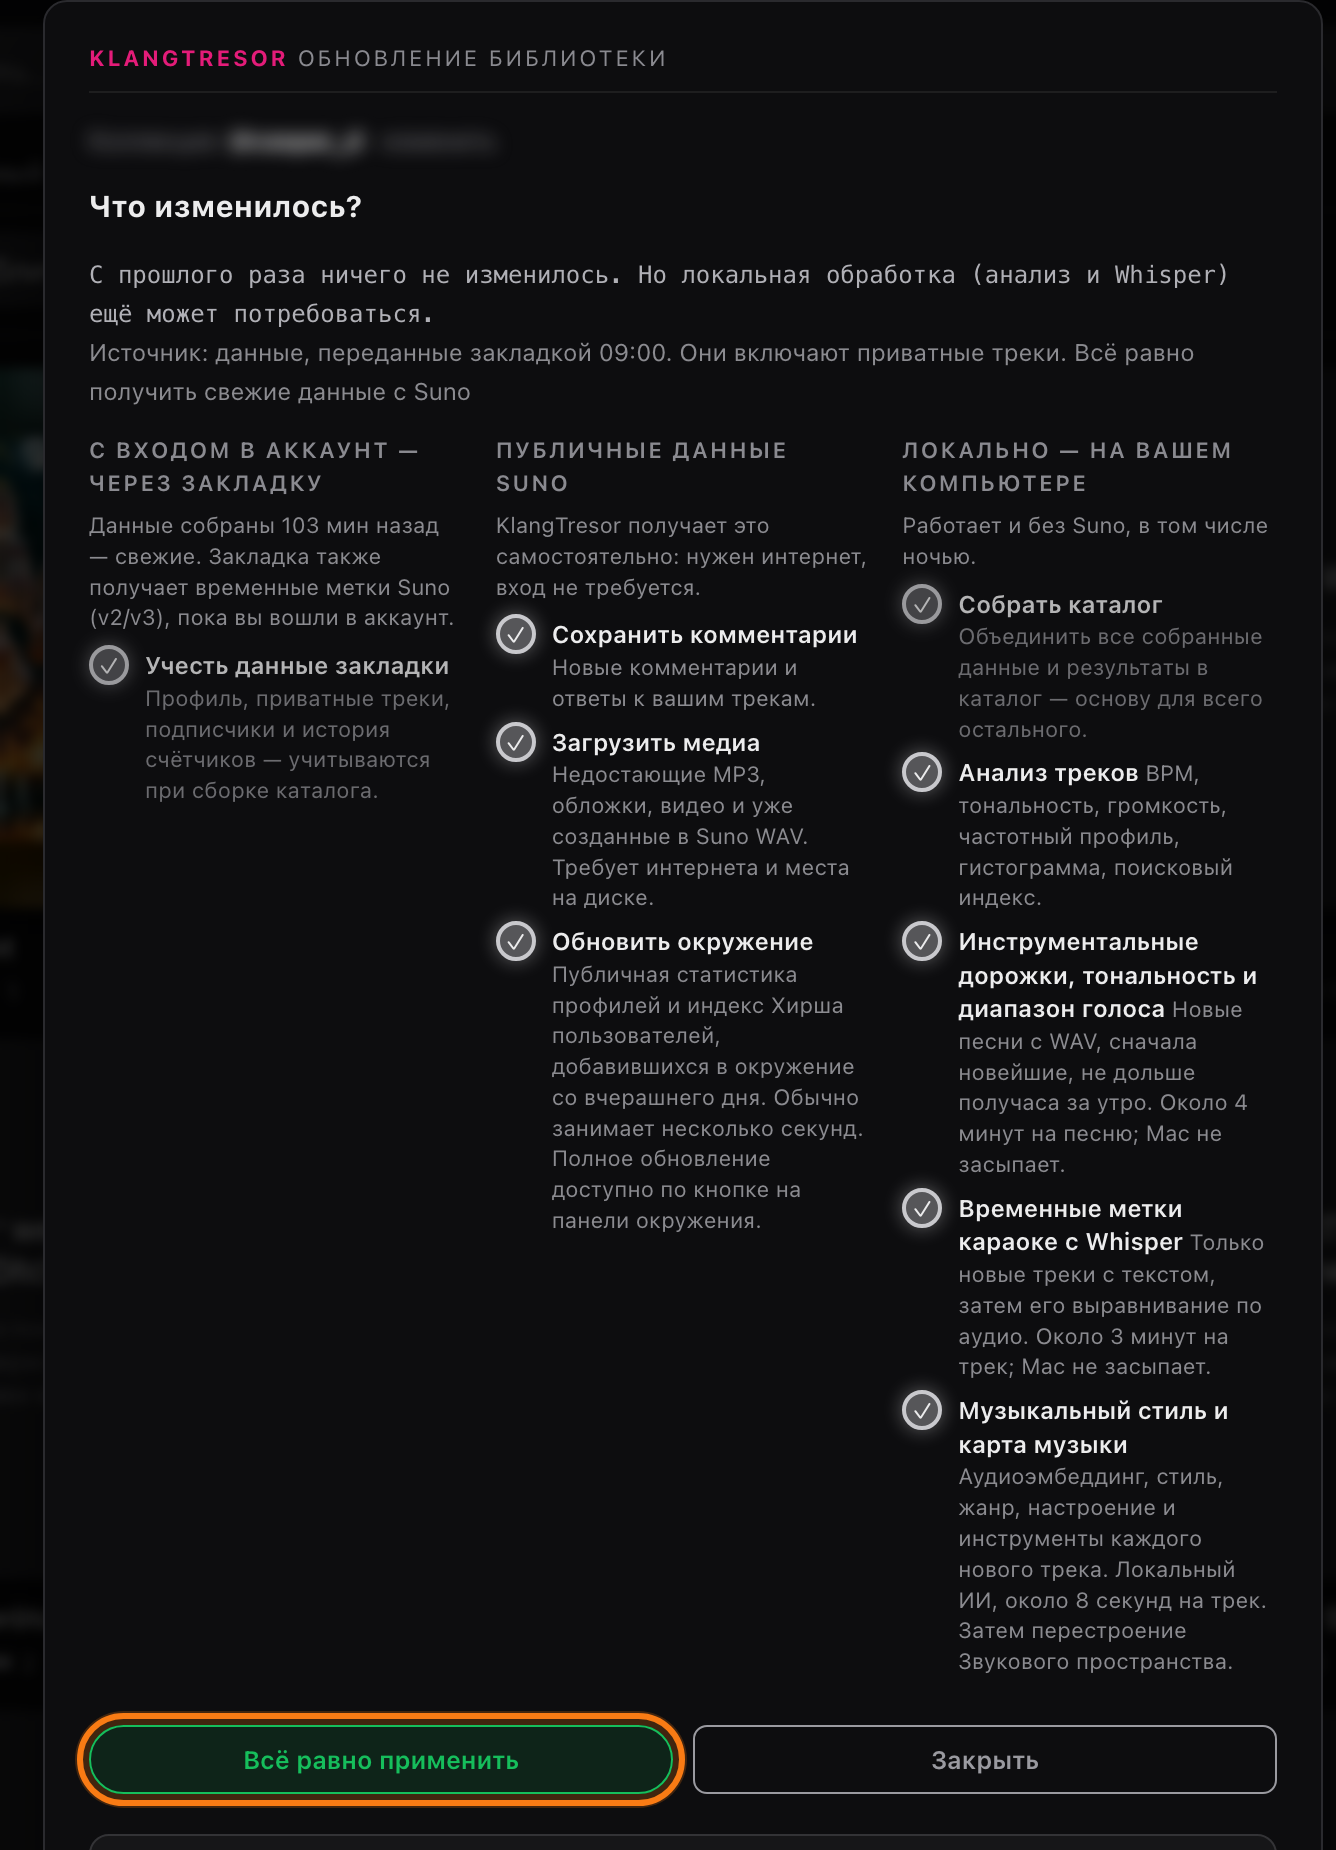 KLANGTRESOR ОБНОВЛЕНИЕ БИБЛИОТЕКИ
Что изменилось?
С прошлого раза ничего не изменилось. Но локальная обработка (анализ и Whisper)
ещё может потребоваться.
Источник: данные, переданные закладкой 09:00. Они включают приватные треки. Всё равно
получить свежие данные с Suno
С ВХОДОМ В АККАУНТ —
ЧЕРЕЗ ЗАКЛАДКУ
Данные собраны 103 мин назад
— свежие. Закладка также
получает временные метки Suno
(v2/v3), пока вы вошли в аккаунт.
Учесть данные закладки
Профиль, приватные треки,
подписчики и история
счётчиков — учитываются
при сборке каталога.
ПУБЛИЧНЫЕ ДАННЫЕ
SUNO
KlangTresor получает это
самостоятельно: нужен интернет,
вход не требуется.
Сохранить комментарии
Новые комментарии и
ответы к вашим трекам.
Загрузить медиа
Недостающие MP3,
обложки, видео и уже
созданные в Suno WAV.
Требует интернета и места
на диске.
Обновить окружение
Публичная статистика
профилей и индекс Хирша
пользователей,
добавившихся в окружение
со вчерашнего дня. Обычно
занимает несколько секунд.
Полное обновление
доступно по кнопке на
панели окружения.
ЛОКАЛЬНО — НА ВАШЕМ
КОМПЬЮТЕРЕ
Работает и без Suno, в том числе
ночью.
Собрать каталог
Объединить все собранные
данные и результаты в
каталог — основу для всего
остального.
Анализ треков BPM,
тональность, громкость,
частотный профиль,
гистограмма, поисковый
индекс.
Инструментальные
дорожки, тональность и
диапазон голоса Новые
песни с WAV, сначала
новейшие, не дольше
получаса за утро. Около 4
минут на песню; Mac не
засыпает.
Временные метки
караоке с Whisper Только
новые треки с текстом,
затем его выравнивание по
аудио. Около 3 минут на
трек; Mac не засыпает.
Музыкальный стиль и
карта музыки
Аудиоэмбеддинг, стиль,
жанр, настроение и
инструменты каждого
нового трека. Локальный
ИИ, около 8 секунд на трек.
Затем перестроение
Звукового пространства.
Всё равно применить
Закрыть